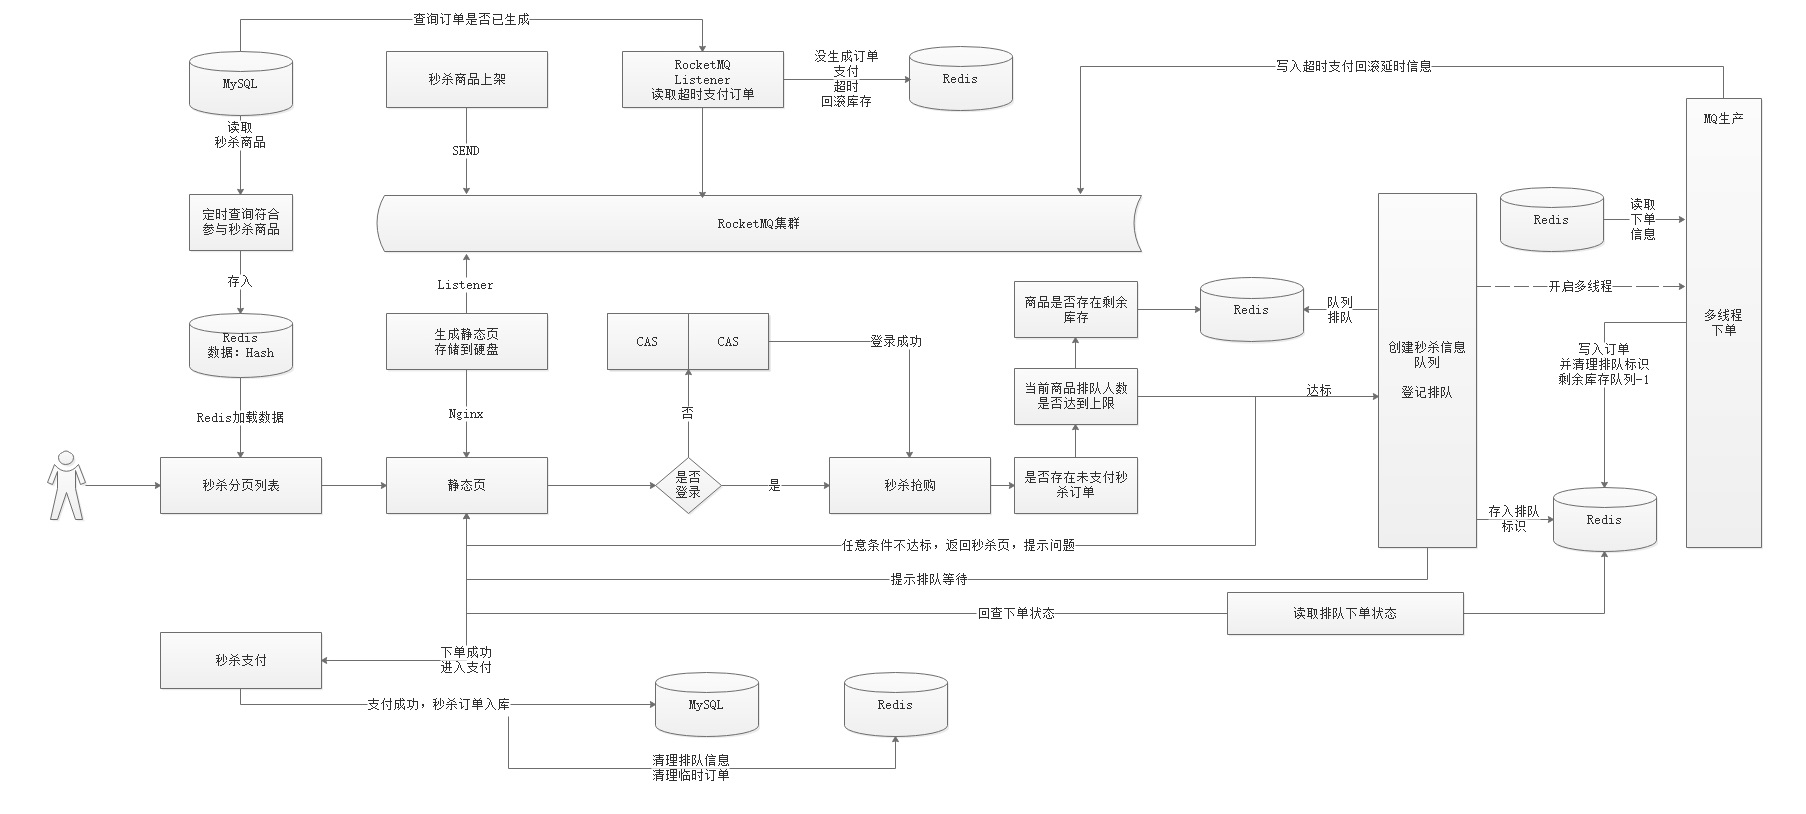 查询订单是否已生成
MySQL
秒杀商品上架
RocketMQ
Listener
读取超时支付订单
没生成订单
支付
超时
回滚库存
Redis
写入超时支付回滚延时信息
MQ生产
读取
秒杀商品
SEND
定时查询符合
参与秒杀商品
RocketMQ集群
Redis
读取
下单
信息
存入
Listener
商品是否存在剩余
库存
Redis
队列
排队
开启多线程
多线程
下单
Redis
数据: Hash
生成静态页
存储到硬盘
CAS
CAS
登录成功
创建秒杀信息
队列
登记排队
写入订单
并清理排队标识
剩余库存队列-1
当前商品排队人数
是否达到上限
达标
Redis加载数据
Nginx
否
秒杀分页列表
静态页
是否
登录
是
秒杀抢购
是否存在未支付秒
杀订单
存入排队
标识
Redis
任意条件不达标，返回秒杀页，提示问题
提示排队等待
回查下单状态
读取排队下单状态
秒杀支付
下单成功
进入支付
支付成功，秒杀订单入库
MySQL
Redis
清理排队信息
清理临时订单